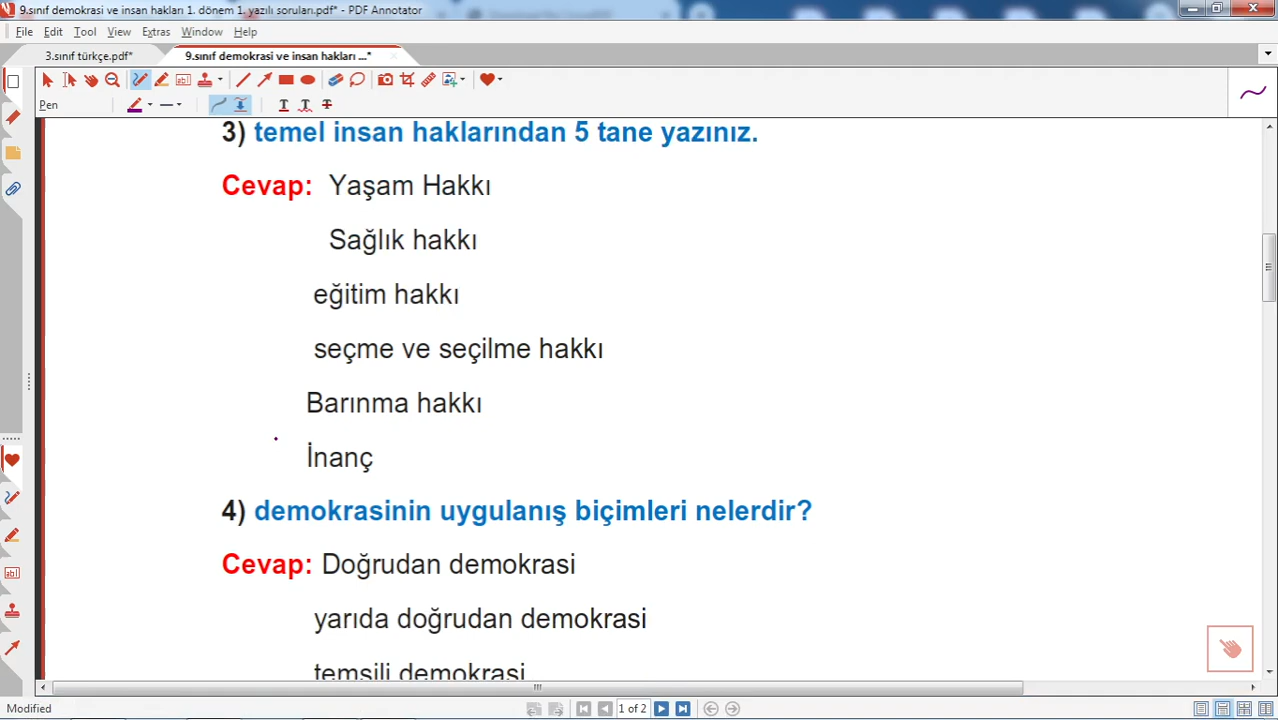 9.sınıf demokrasi ve insan hakları 1. dönem 1. yazılı soruları.pdf* - PDF Annotator
File Edit Tool View Extras Window Help
3.sınıf türkçe.pdf* 9.sınıf demokrasi ve insan hakları ...*
Pen
3) temel insan haklarından 5 tane yazınız.
Cevap: Yaşam Hakkı
Sağlık hakkı
eğitim hakkı
seçme ve seçilme hakkı
Barınma hakkı
İnanç
4) demokrasinin uygulanış biçimleri nelerdir?
Cevap: Doğrudan demokrasi
yarıda doğrudan demokrasi
temsili demokrasi
Modified 1 of 2